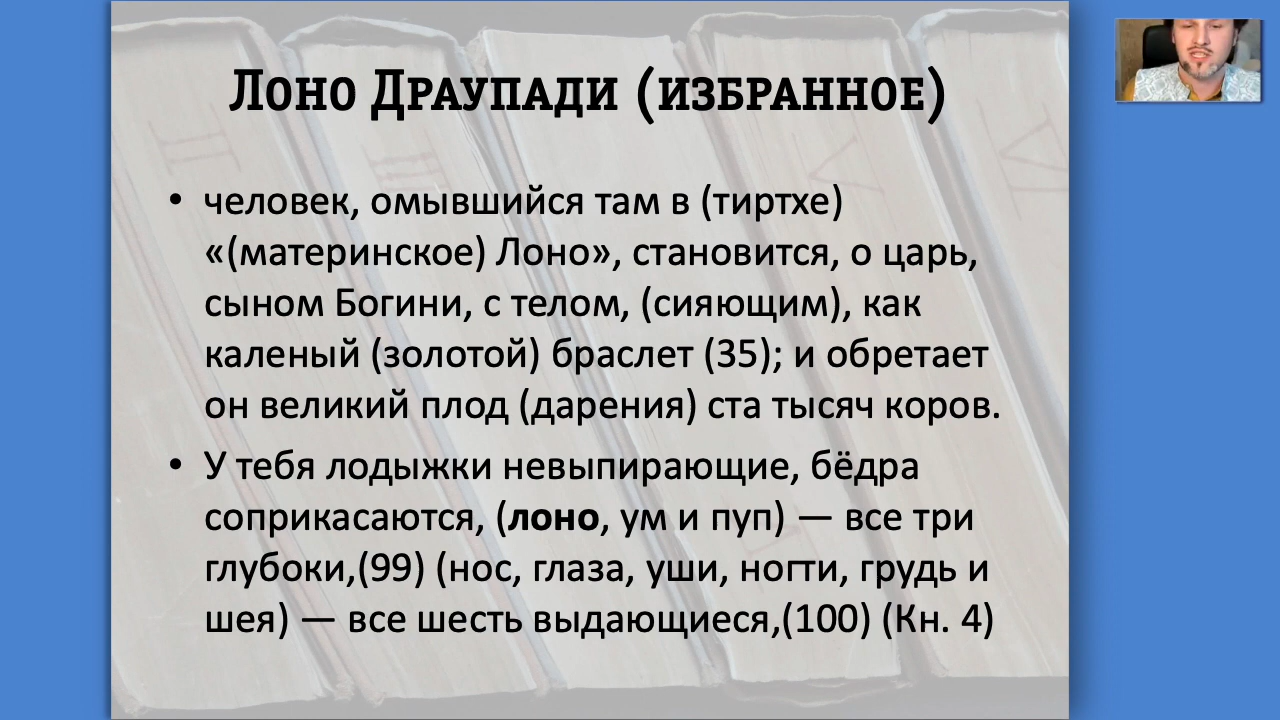 Лоно Драупади (избранное)
• человек, омывшийся там в (тиртхе)
«(материнское) Лоно», становится, о царь,
сыном Богини, с телом, (сияющим), как
каленый (золотой) браслет (35); и обретает
он великий плод (дарения) ста тысяч коров.
• У тебя лодыжки невыпирающие, бёдра
соприкасаются, (лоно, ум и пуп) — все три
глубоки,(99) (нос, глаза, уши, ногти, грудь и
шея) — все шесть выдающиеся,(100) (Кн. 4)